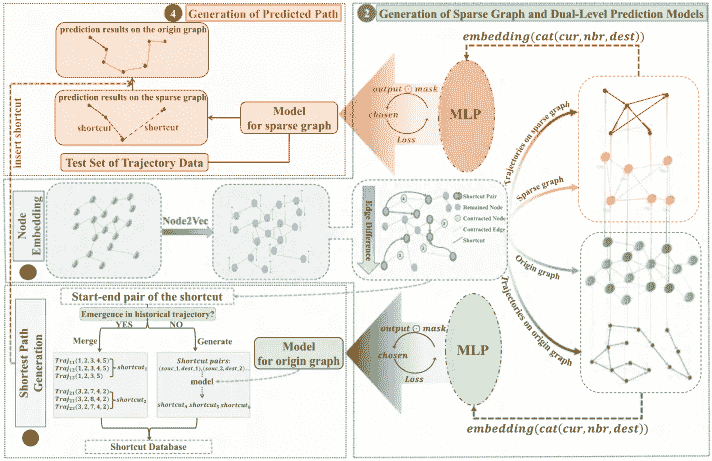 4 Generation of Predicted Path
prediction results on the origin graph
prediction results on the sparse graph
shortcut
shortcut
Model
for sparse graph
Test Set of Trajectory Data
insert shortcut
2 Generation of Sparse Graph and Dual-Level Prediction Models
embedding(cat(cur,nbr,dest))
output ⊙ mask
chosen
Loss
MLP
Trajectories on sparse graph
Sparse graph
Origin graph
Trajectories on origin graph
Node
Embedding
Node2Vec
Edge Difference
Shortcut Pair
Remained Node
Contracted Node
Contracted Edge
Shortcut
Shortest Path
Generation
Start-end pair of the shortcut
Emergence in historical trajectory?
YES
NO
Merge
Generate
Traj₁₁(1,2,3,4,5)
Traj₁₂(1,2,3,4,5)
Traj₁₃(1,2,3,5)
shortcut₁
Traj₂₁(3,2,7,4,2)
Traj₂₂(3,2,8,4,2)
Traj₂₃(3,2,7,4,2)
shortcut₂
Shortcut pairs:
(souc_1,dest_1),(souc_2,dest_2)...
model
Shortcut Database
Model
for origin graph
output ⊙ mask
chosen
Loss
MLP
embedding(cat(cur,nbr,dest))